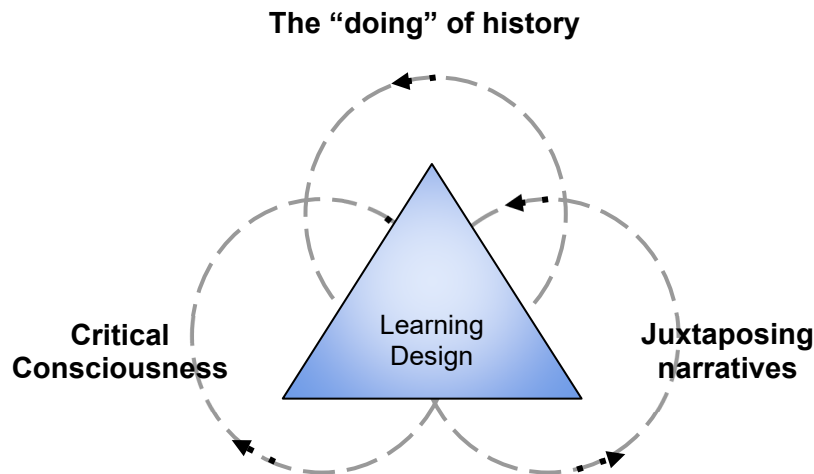 The “doing” of history
Learning
Design
Critical
Consciousness
Juxtaposing
narratives